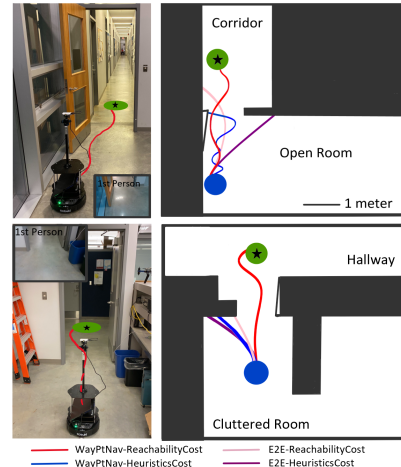 Corridor
Open Room
1st Person
1 meter
1st Person
Hallway
Cluttered Room
WayPtNav-ReachabilityCost
E2E-ReachabilityCost
WayPtNav-HeuristicsCost
E2E-HeuristicsCost